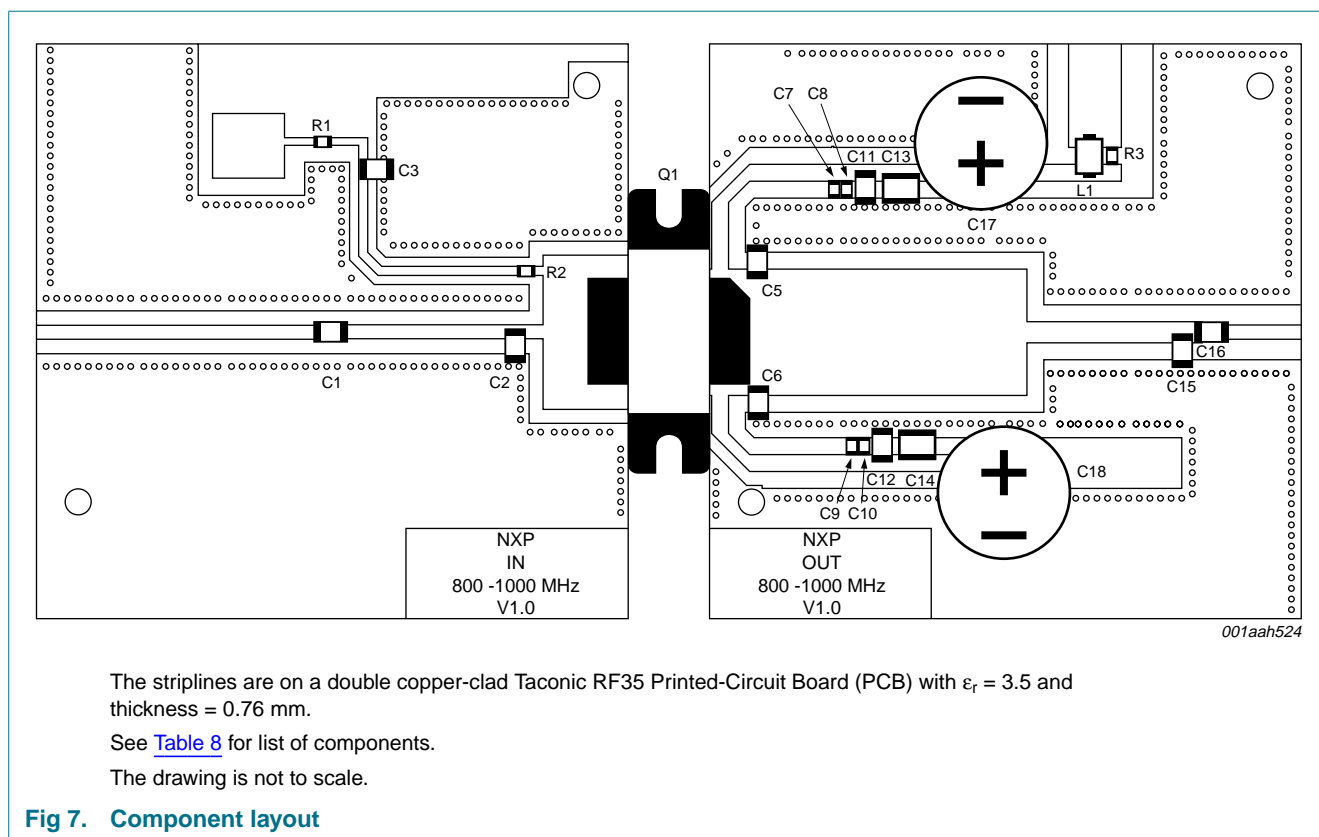 C7 C8
R1
C11 C13
R3
C3
Q1
L1
C17
R2
C5
C16
C1
C2
C6
C15
C12 C14
C18
C9 C10
NXP
IN
800 -1000 MHz
V1.0
NXP
OUT
800 -1000 MHz
V1.0
001aah524
The striplines are on a double copper-clad Taconic RF35 Printed-Circuit Board (PCB) with εr = 3.5 and
thickness = 0.76 mm.
See Table 8 for list of components.
The drawing is not to scale.
Fig 7. Component layout